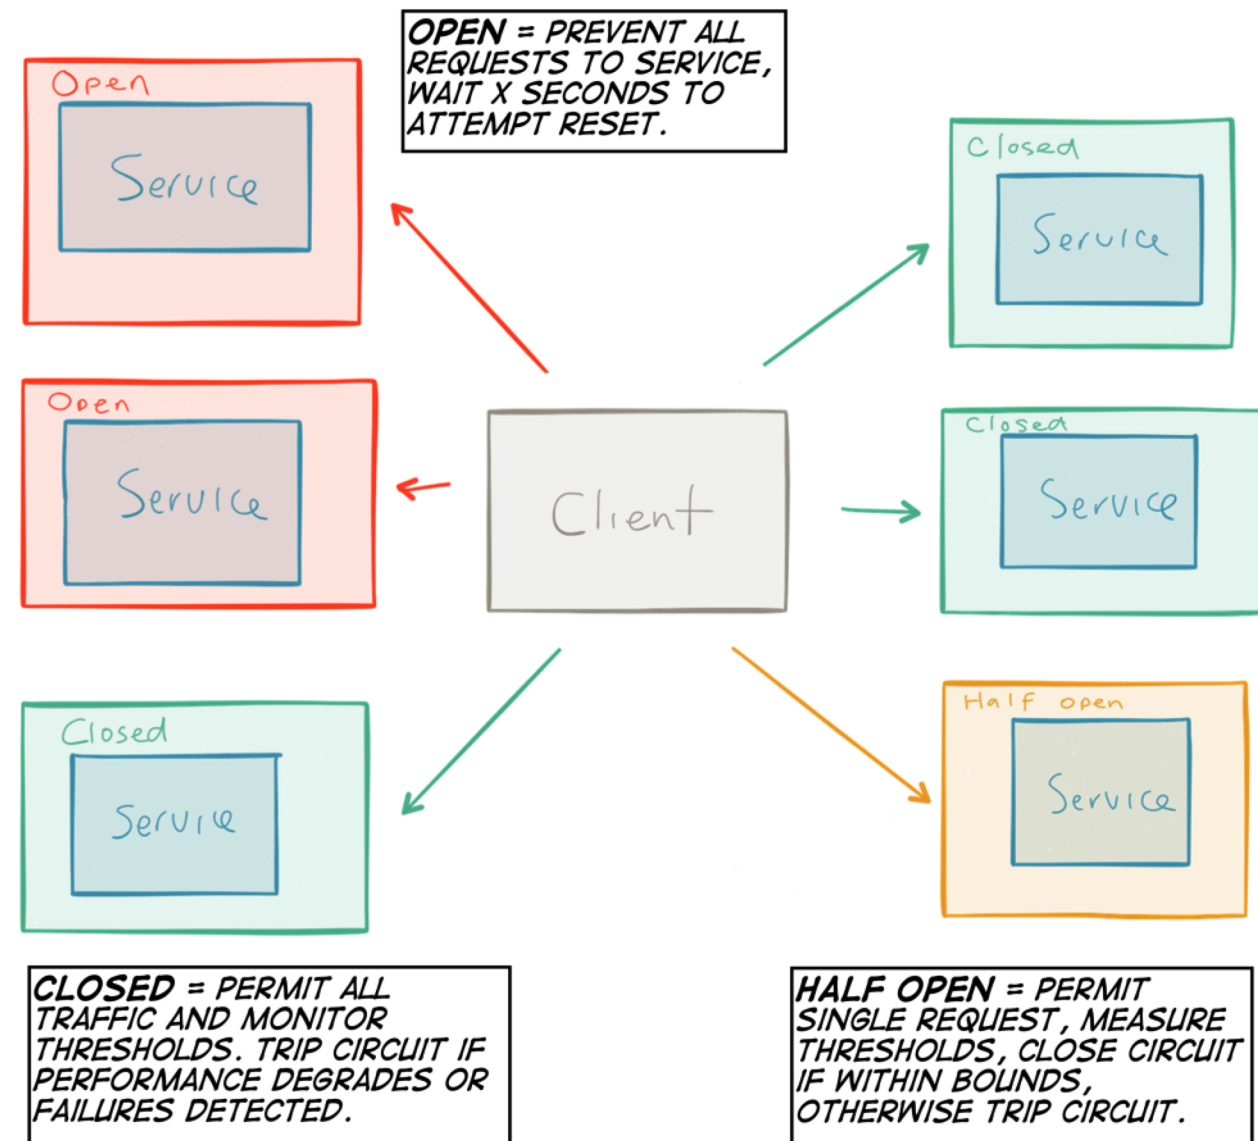 OPEN = PREVENT ALL
REQUESTS TO SERVICE,
WAIT X SECONDS TO
ATTEMPT RESET.
Open
Service
Closed
Service
Open
Service
Client
Closed
Service
Closed
Service
Half open
Service
CLOSED = PERMIT ALL
TRAFFIC AND MONITOR
THRESHOLDS. TRIP CIRCUIT IF
PERFORMANCE DEGRADES OR
FAILURES DETECTED.
HALF OPEN = PERMIT
SINGLE REQUEST, MEASURE
THRESHOLDS, CLOSE CIRCUIT
IF WITHIN BOUNDS,
OTHERWISE TRIP CIRCUIT.